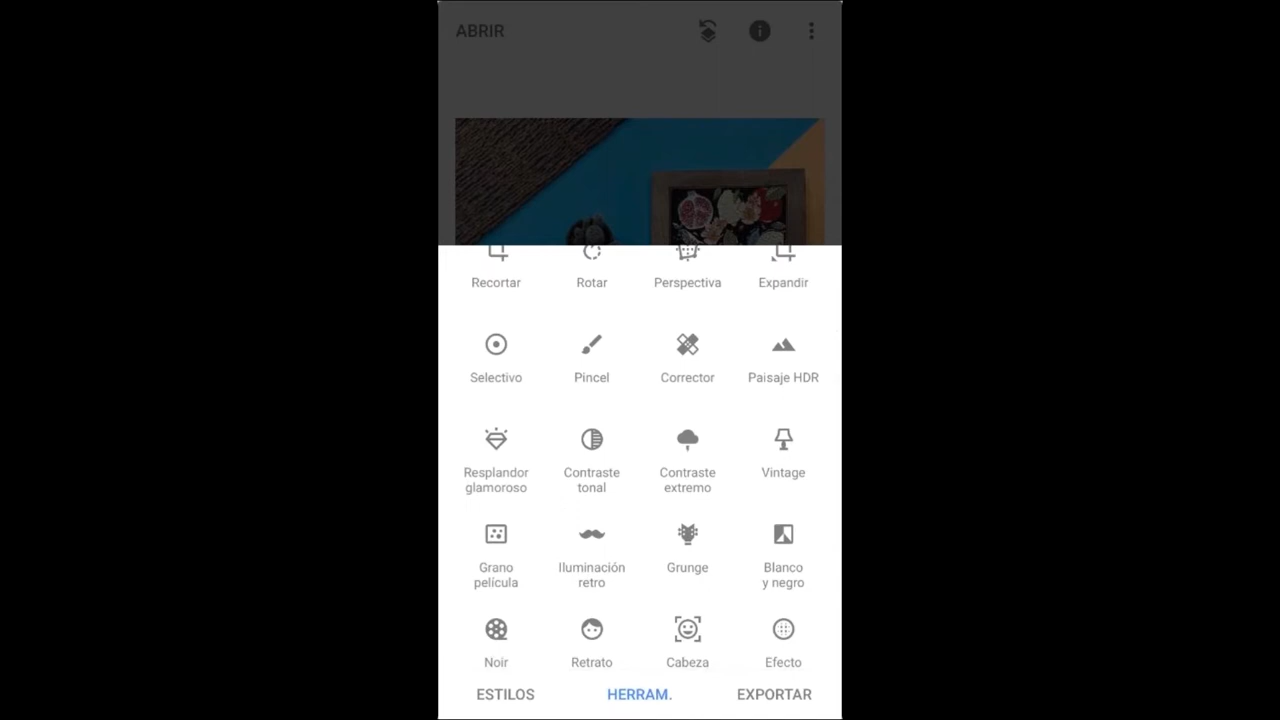 ABRIR
Recortar Rotar Perspectiva Expandir
Selectivo Pincel Corrector Paisaje HDR
Resplandor glamoroso Contraste tonal Contraste extremo Vintage
Grano película Iluminación retro Grunge Blanco y negro
Noir Retrato Cabeza Efecto
ESTILOS HERRAM. EXPORTAR